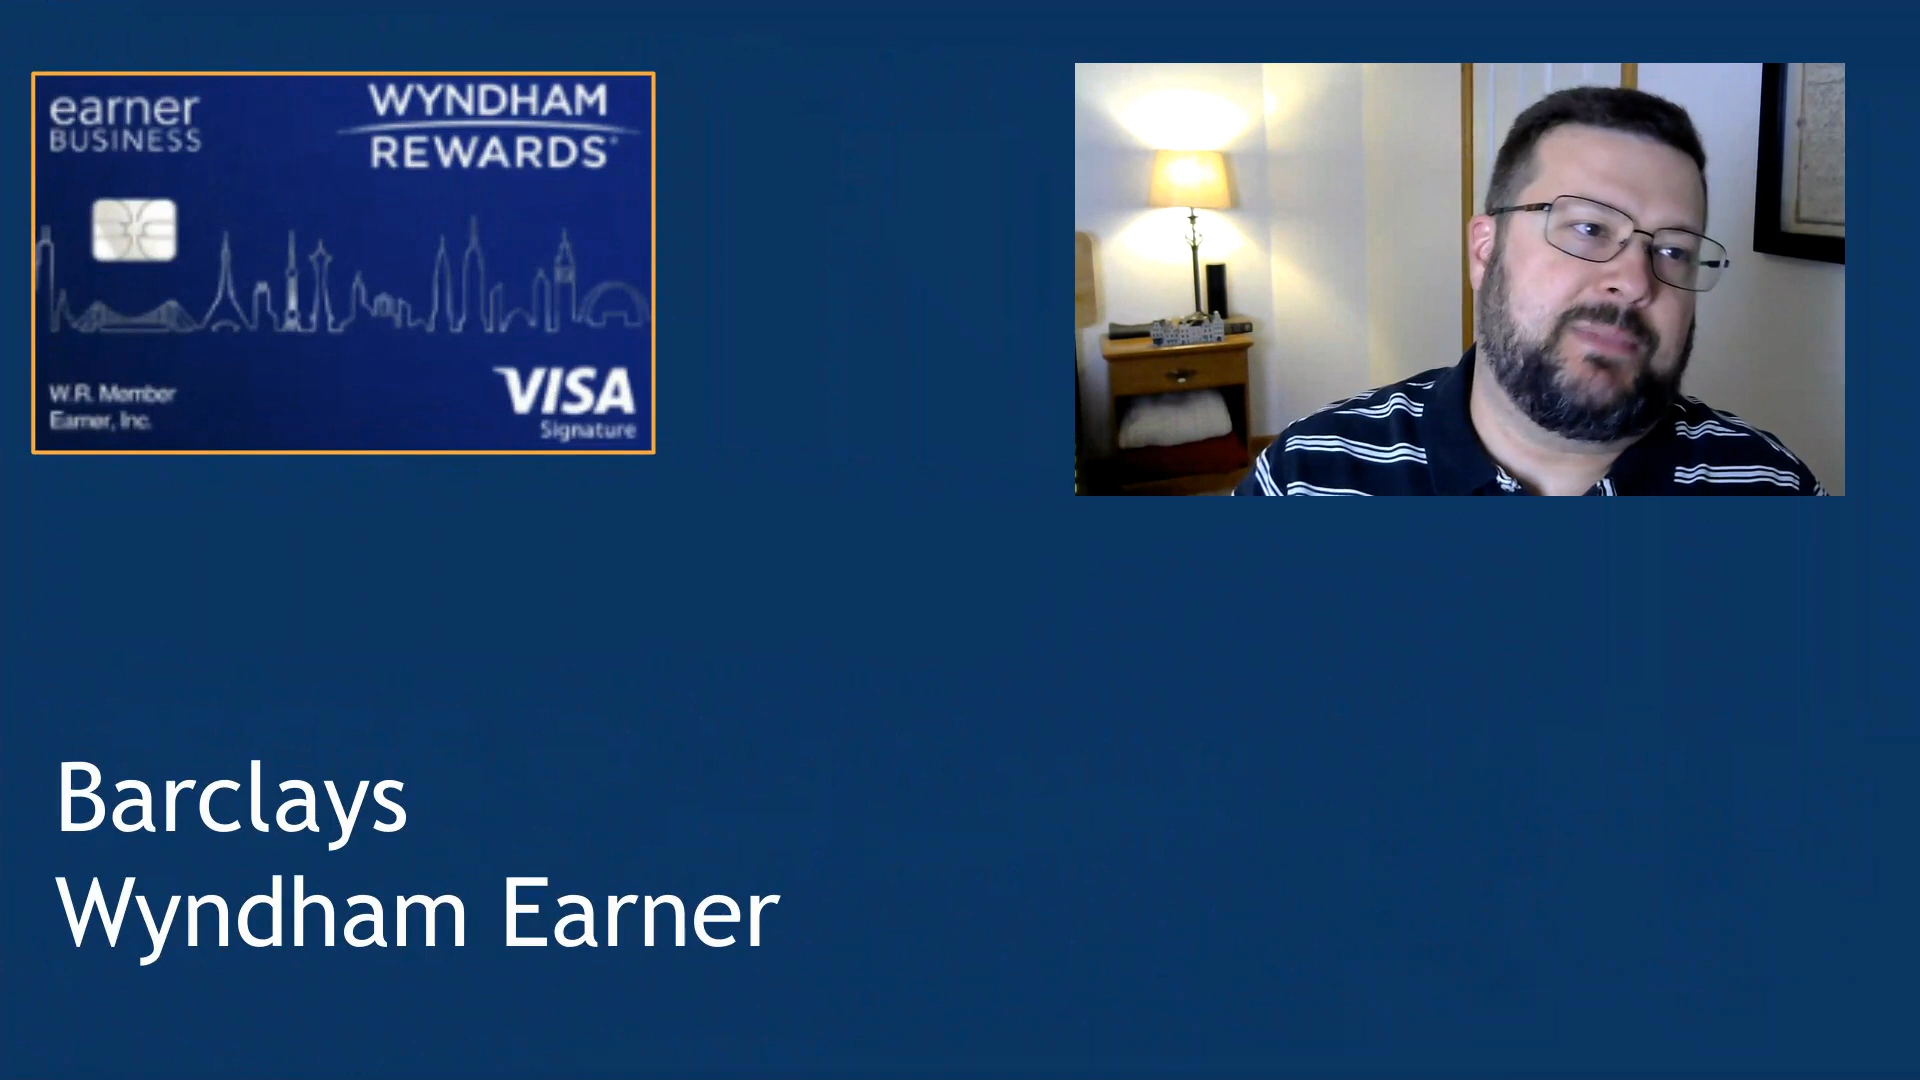 earner
BUSINESS
WYNDHAM
REWARDS®
W.R. Member
Earner, Inc.
VISA
Signature
Barclays
Wyndham Earner